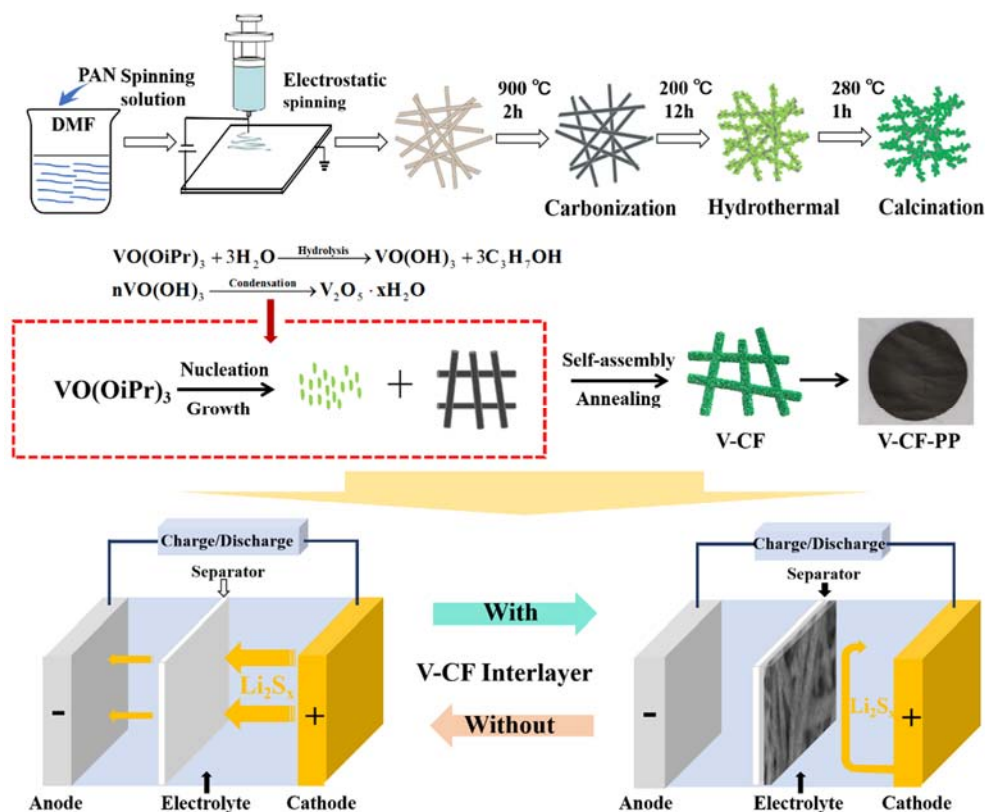 PAN Spinning
solution
DMF
Electrostatic
spinning
900 ℃
2h
200 ℃
12h
280 ℃
1h
Carbonization
Hydrothermal
Calcination
VO(OiPr)₃ + 3H₂O Hydrolysis → VO(OH)₃ + 3C₃H₇OH
nVO(OH)₃ Condensation → V₂O₅ · xH₂O
VO(OiPr)₃
Nucleation
Growth
+
Self-assembly
Annealing
V-CF
V-CF-PP
Charge/Discharge
Separator
Li₂Sₓ
-
+
Anode
Electrolyte
Cathode
With
V-CF Interlayer
Without
Charge/Discharge
Separator
Li₂Sₓ
-
+
Anode
Electrolyte
Cathode